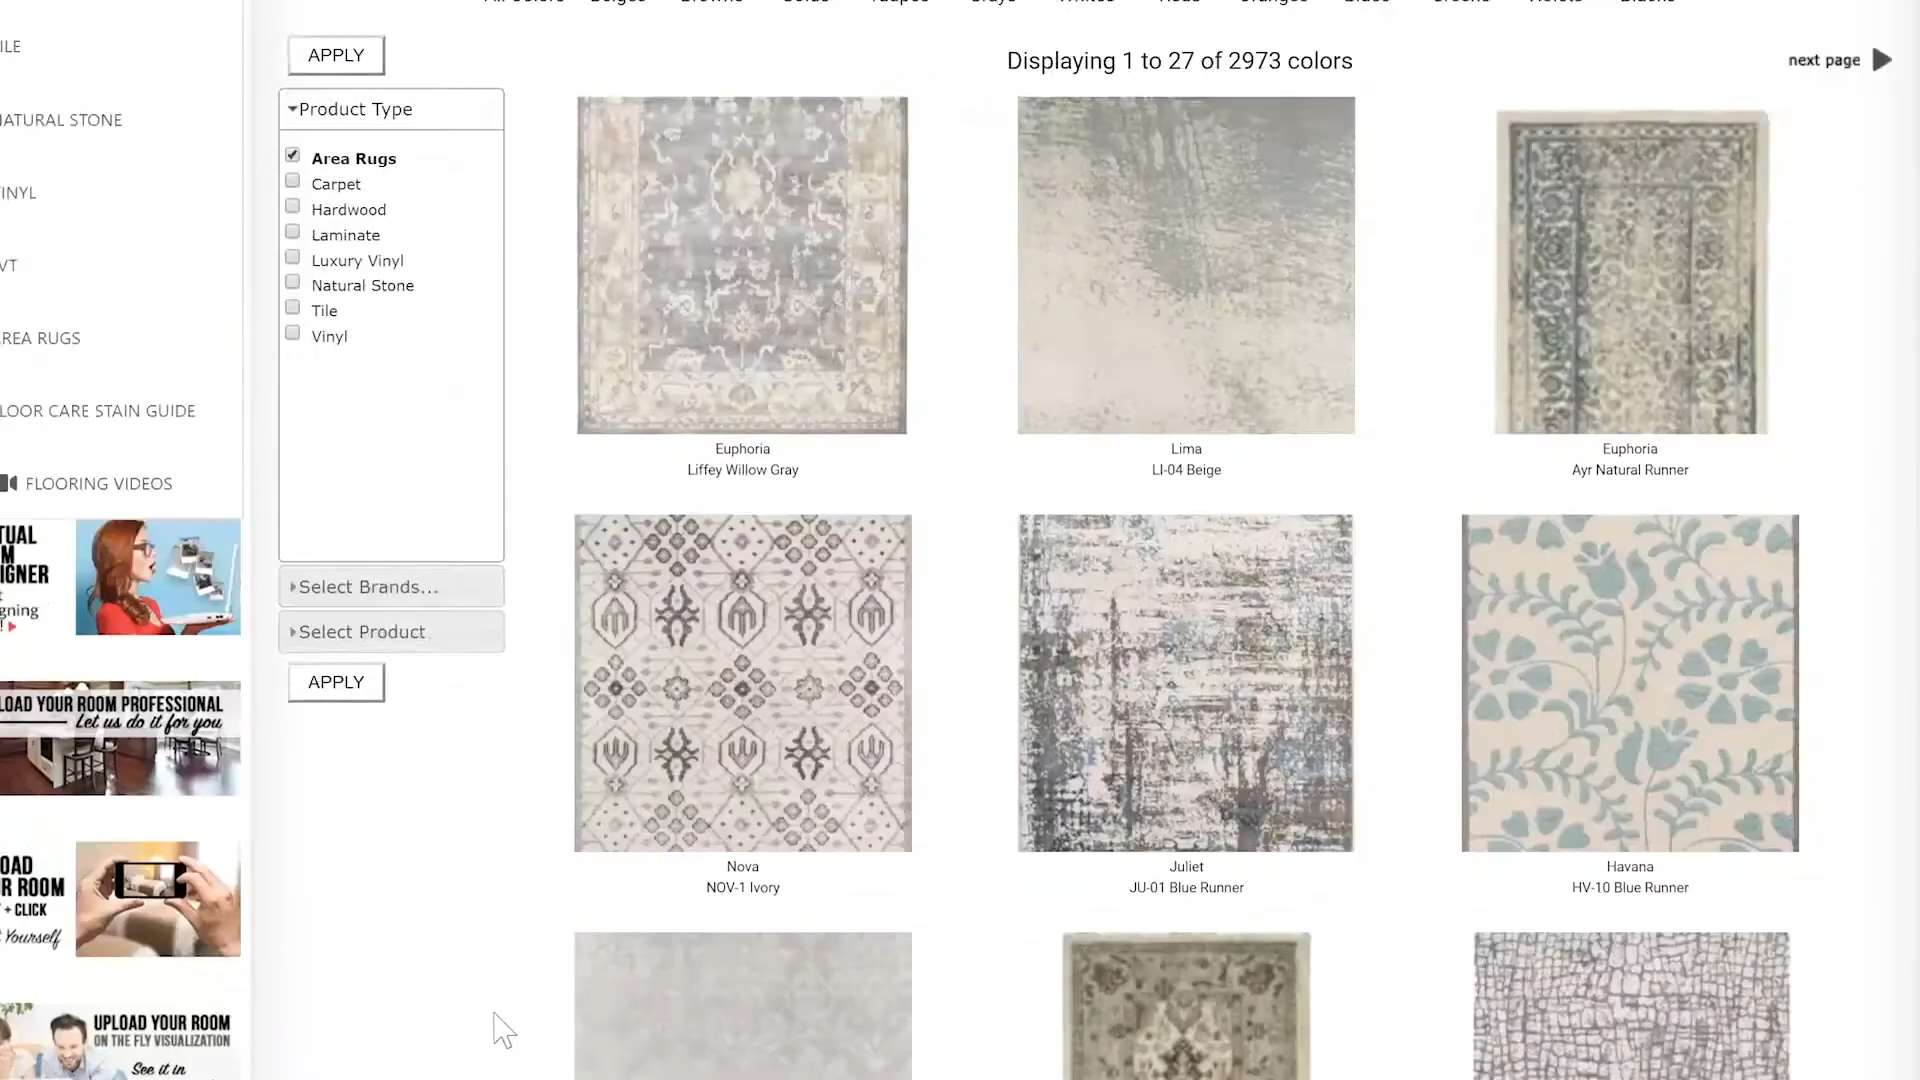 APPLY
Displaying 1 to 27 of 2973 colors
next page
Product Type
Area Rugs
Carpet
Hardwood
Laminate
Luxury Vinyl
Natural Stone
Tile
Vinyl
Select Brands...
Select Product
APPLY
ILE
NATURAL STONE
INYL
VT
REA RUGS
LOOR CARE STAIN GUIDE
FLOORING VIDEOS
TUAL
M
IGNER
gning
!
LOAD YOUR ROOM PROFESSIONAL
Let us do it for you
OAD
R ROOM
+ CLICK
Yourself
UPLOAD YOUR ROOM
ON THE FLY VISUALIZATION
See it in
Euphoria
Liffey Willow Gray
Lima
LI-04 Beige
Euphoria
Ayr Natural Runner
Nova
NOV-1 Ivory
Juliet
JU-01 Blue Runner
Havana
HV-10 Blue Runner